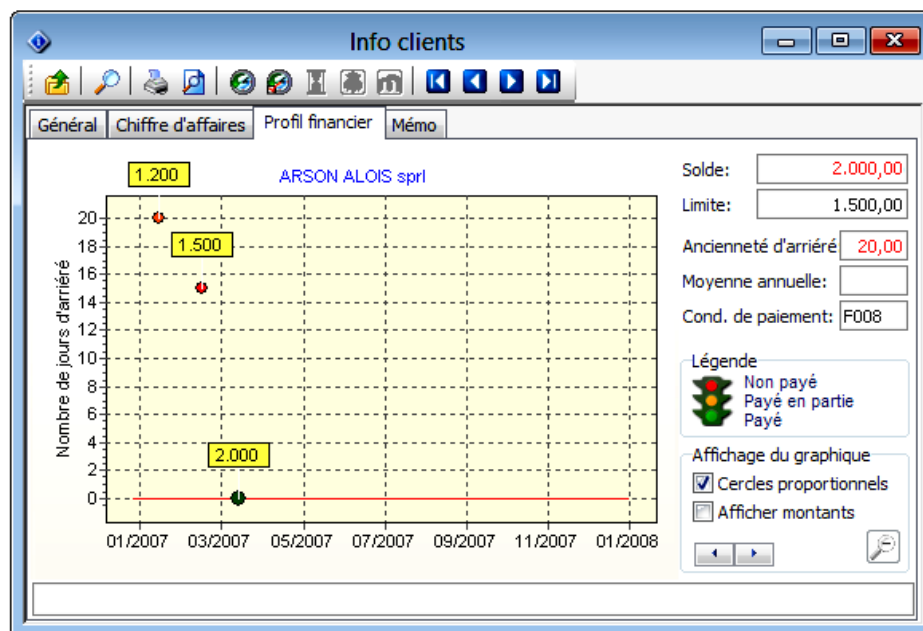 Info clients
Général
Chiffre d'affaires
Profil financier
Mémo
ARSON ALOIS sprl
1.200
1.500
2.000
Nombre de jours d'arriéré
20
18
16
14
12
10
8
6
4
2
0
01/2007
03/2007
05/2007
07/2007
09/2007
11/2007
01/2008
Solde: 2.000,00
Limite: 1.500,00
Ancienneté d'arriéré 20,00
Moyenne annuelle:
Cond. de paiement: F008
Légende
Non payé
Payé en partie
Payé
Affichage du graphique
Cercles proportionnels
Afficher montants